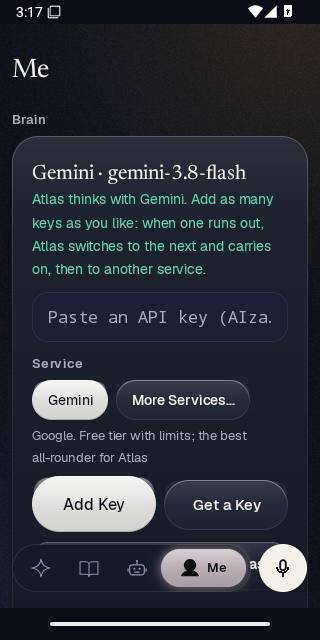 3:17
Me
Brain
Gemini · gemini-3.8-flash
Atlas thinks with Gemini. Add as many
keys as you like: when one runs out,
Atlas switches to the next and carries
on, then to another service.
Paste an API key (AIza.
Service
Gemini
More Services...
Google. Free tier with limits; the best
all-rounder for Atlas
Add Key
Get a Key
Me